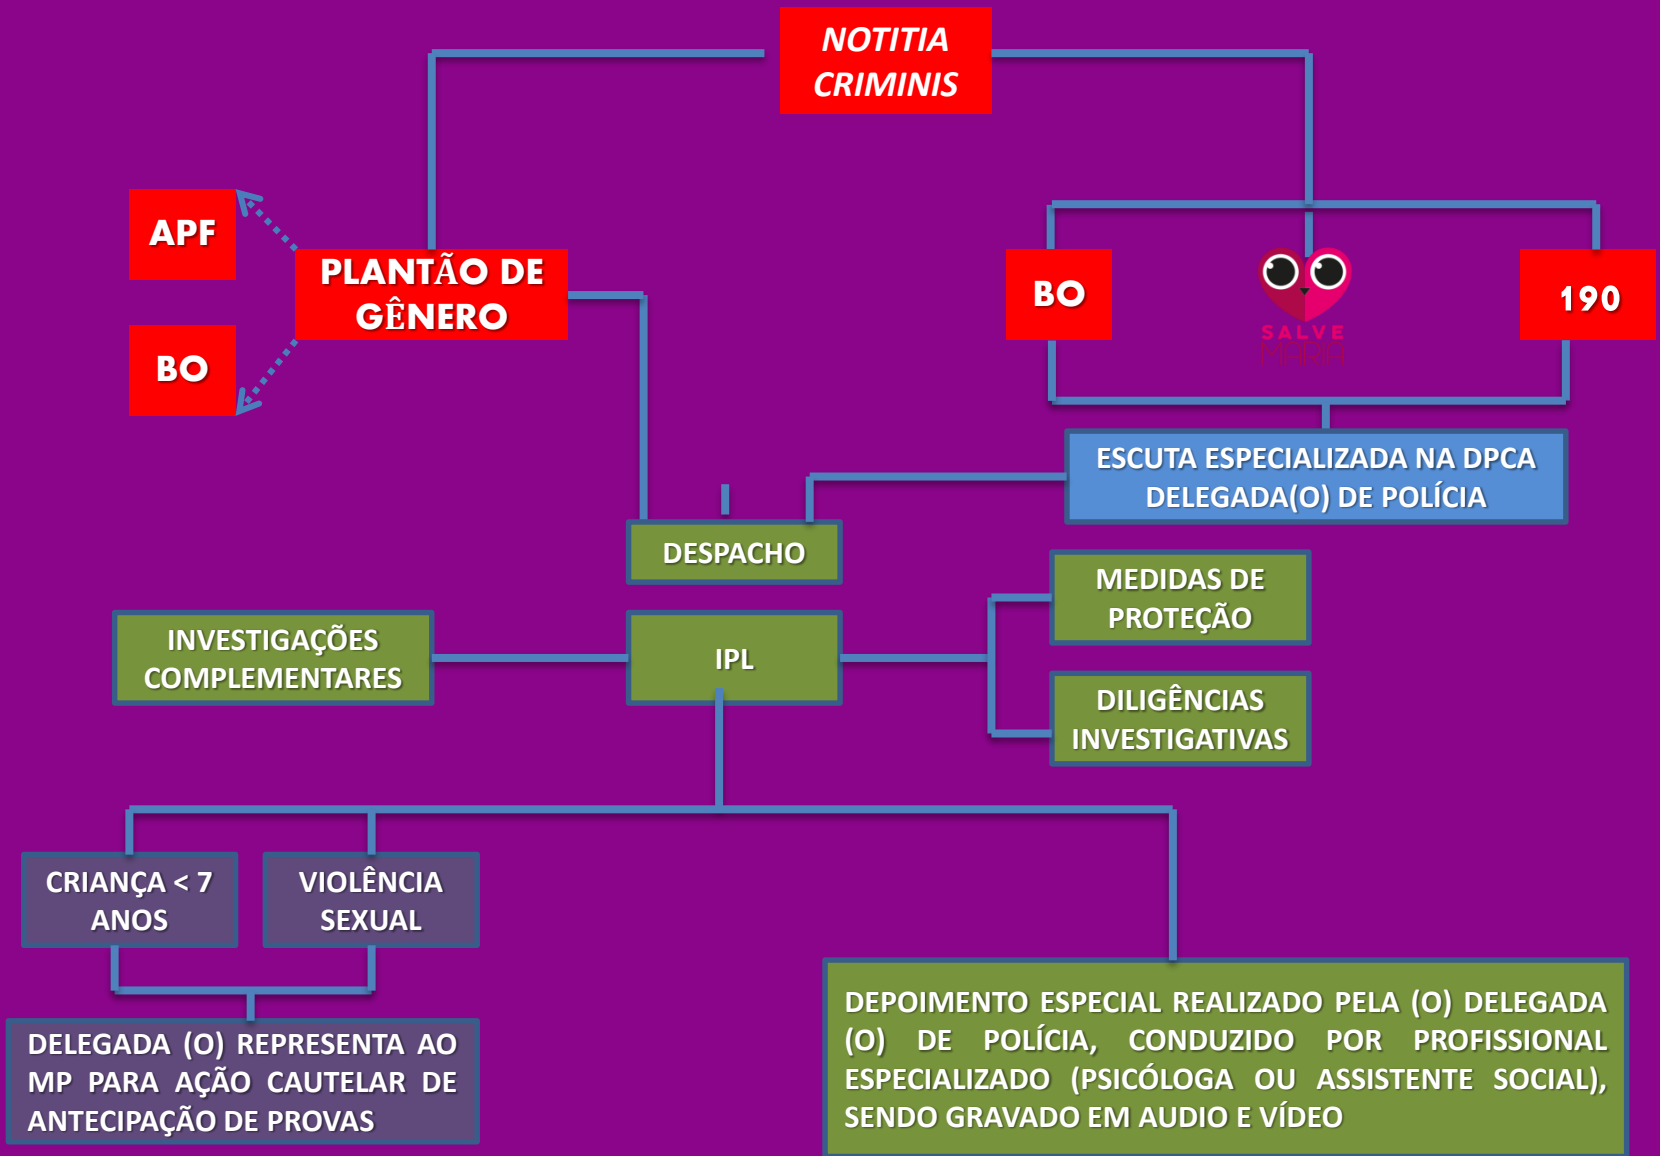 NOTITIA
CRIMINIS
APF
PLANTÃO DE
GÊNERO
BO
BO
SALVE
MARIA
190
ESCUTA ESPECIALIZADA NA DPCA
DELEGADA(O) DE POLÍCIA
DESPACHO
MEDIDAS DE
PROTEÇÃO
INVESTIGAÇÕES
COMPLEMENTARES
IPL
DILIGÊNCIAS
INVESTIGATIVAS
CRIANÇA < 7
ANOS
VIOLÊNCIA
SEXUAL
DELEGADA (O) REPRESENTA AO
MP PARA AÇÃO CAUTELAR DE
ANTECIPAÇÃO DE PROVAS
DEPOIMENTO ESPECIAL REALIZADO PELA (O) DELEGADA
(O) DE POLÍCIA, CONDUZIDO POR PROFISSIONAL
ESPECIALIZADO (PSICÓLOGA OU ASSISTENTE SOCIAL),
SENDO GRAVADO EM AUDIO E VÍDEO